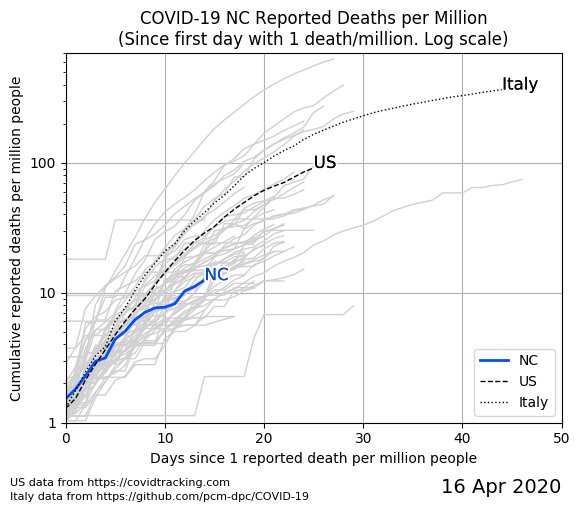 COVID-19 NC Reported Deaths per Million
(Since first day with 1 death/million. Log scale)
Cumulative reported deaths per million people
100
10
1
Italy
US
NC
NC
US
Italy
0 10 20 30 40 50
Days since 1 reported death per million people
US data from https://covidtracking.com
Italy data from https://github.com/pcm-dpc/COVID-19
16 Apr 2020